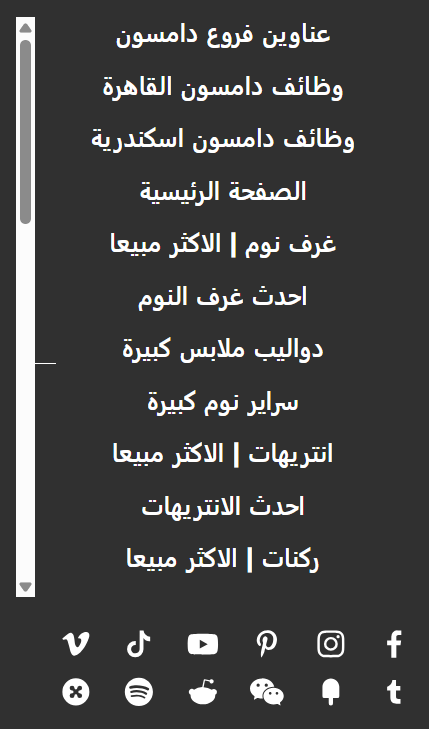 عناوين فروع دامسون
وظائف دامسون القاهرة
وظائف دامسون اسكندرية
الصفحة الرئيسية
غرف نوم | الاكثر مبيعا
احدث غرف النوم
دواليب ملابس كبيرة
سراير نوم كبيرة
انتريهات | الاكثر مبيعا
احدث الانتريهات
ركنات | الاكثر مبيعا